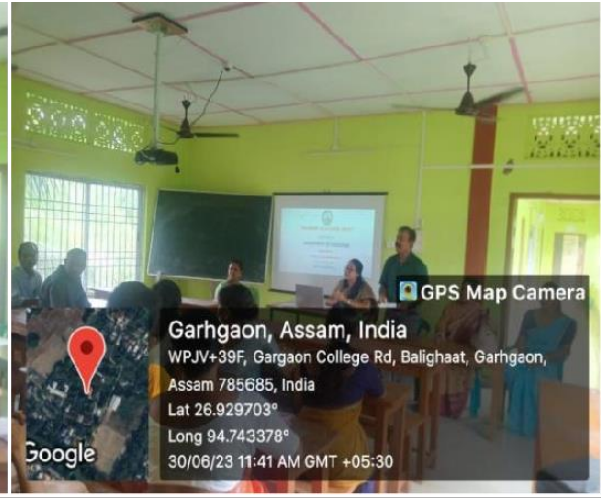 GPS Map Camera
Garhgaon, Assam, India
WPJV+39F, Gargaon College Rd, Balighaat, Garhgaon,
Assam 785685, India
Lat 26.929703°
Long 94.743378°
30/06/23 11:41 AM GMT +05:30
Google